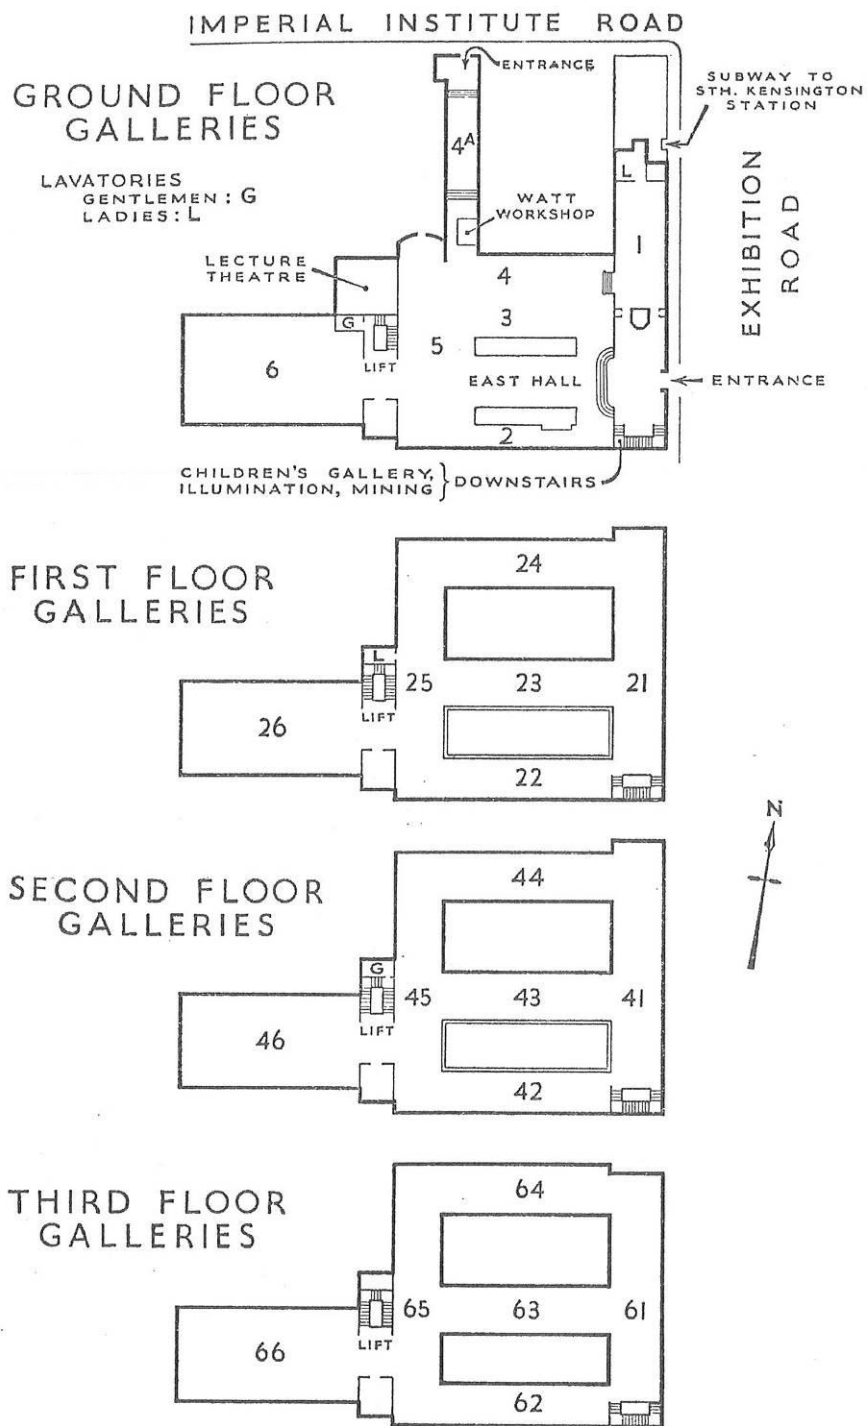 IMPERIAL INSTITUTE ROAD
GROUND FLOOR
GALLERIES
ENTRANCE
SUBWAY TO
STH. KENSINGTON
STATION
LAVATORIES
GENTLEMEN: G
LADIES: L
4A
WATT
WORKSHOP
L
1
EXHIBITION
ROAD
LECTURE
THEATRE
4
3
G
5
6
LIFT
EAST HALL
ENTRANCE
2
CHILDREN'S GALLERY,
ILLUMINATION, MINING
DOWNSTAIRS
FIRST FLOOR
GALLERIES
24
L
25
23
21
26
LIFT
22
N
SECOND FLOOR
GALLERIES
44
G
45
43
41
46
LIFT
42
THIRD FLOOR
GALLERIES
64
65
63
61
66
LIFT
62